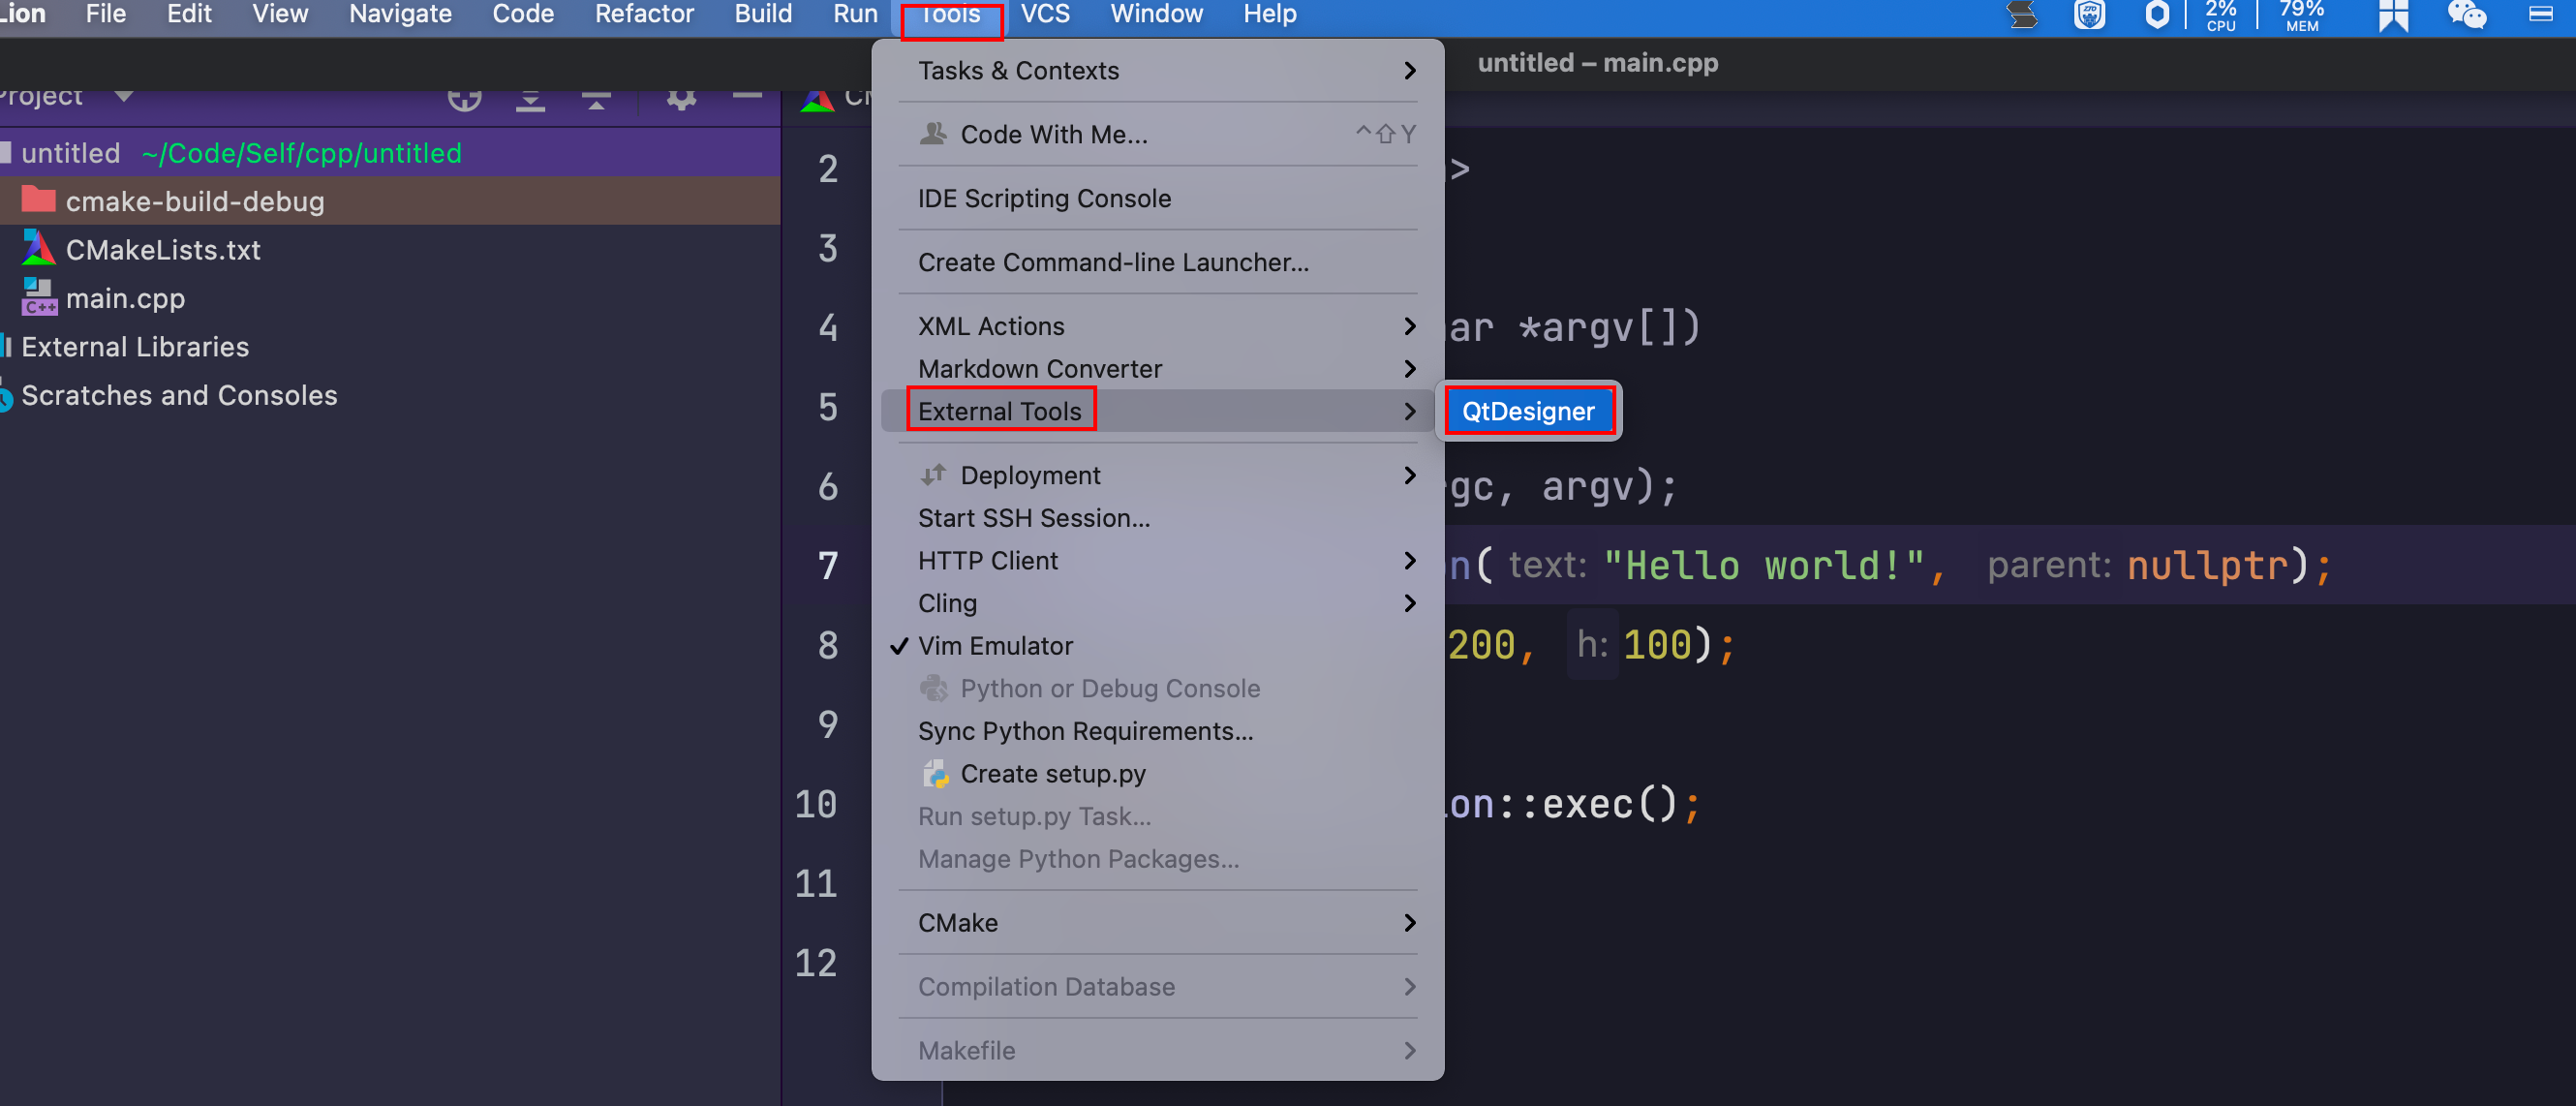 Lion File Edit View Navigate Code Refactor Build Run Tools VCS Window Help 2% CPU 79% MEM
untitled – main.cpp
Project
untitled ~/Code/Self/cpp/untitled
cmake-build-debug
CMakeLists.txt
C++ main.cpp
External Libraries
Scratches and Consoles
Tasks & Contexts
Code With Me... ^⇧Y
IDE Scripting Console
Create Command-line Launcher...
XML Actions
Markdown Converter
External Tools
QtDesigner
Deployment
Start SSH Session...
HTTP Client
Cling
✓ Vim Emulator
Python or Debug Console
Sync Python Requirements...
Create setup.py
Run setup.py Task...
Manage Python Packages...
CMake
Compilation Database
Makefile
2 >
3
4 ar *argv[])
5
6 gc, argv);
7 n( text: "Hello world!", parent: nullptr);
8 200, h: 100);
9
10 on::exec();
11
12